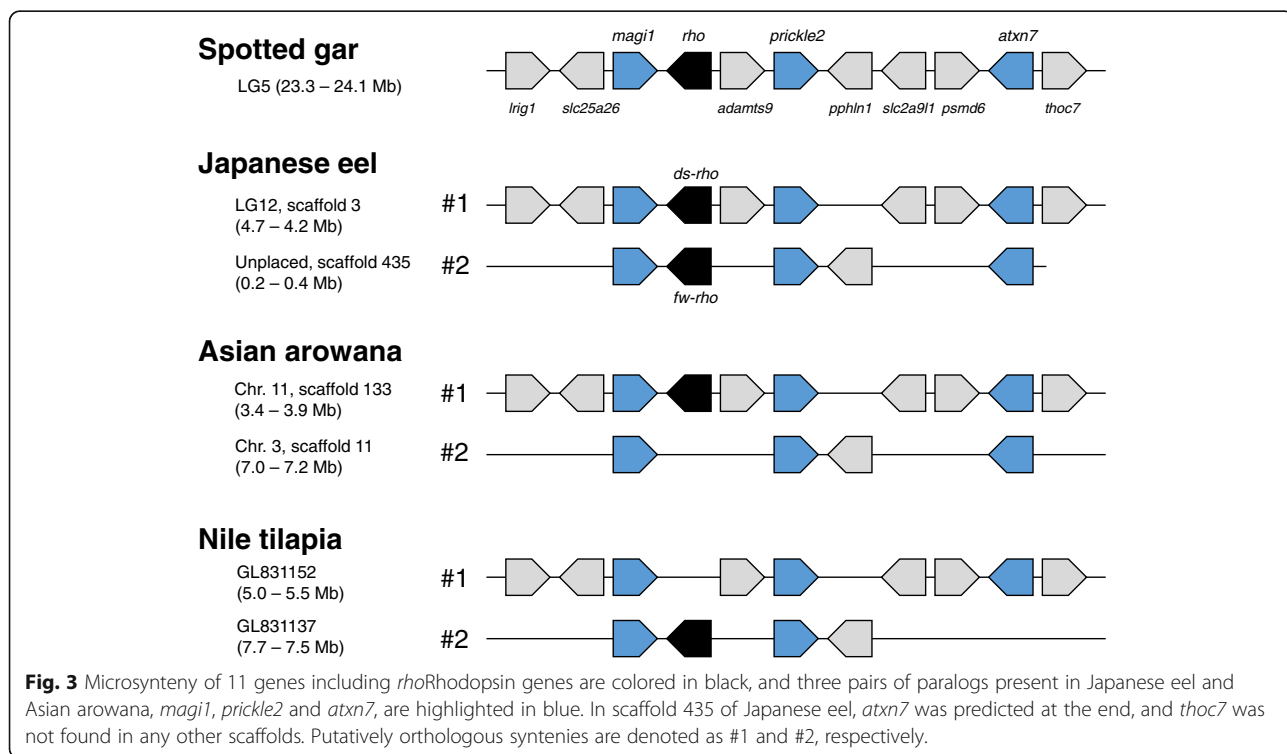 Spotted gar
LG5 (23.3 – 24.1 Mb)
magi1 rho prickle2 atxn7
lrig1 slc25a26 adamts9 pphln1 slc2a9l1 psmd6 thoc7
Japanese eel
ds-rho
LG12, scaffold 3
(4.7 – 4.2 Mb)
#1
Unplaced, scaffold 435
(0.2 – 0.4 Mb)
#2
fw-rho
Asian arowana
Chr. 11, scaffold 133
(3.4 – 3.9 Mb)
#1
Chr. 3, scaffold 11
(7.0 – 7.2 Mb)
#2
Nile tilapia
GL831152
(5.0 – 5.5 Mb)
#1
GL831137
(7.7 – 7.5 Mb)
#2
Fig. 3 Microsynteny of 11 genes including rhoRhodopsin genes are colored in black, and three pairs of paralogs present in Japanese eel and
Asian arowana, magi1, prickle2 and atxn7, are highlighted in blue. In scaffold 435 of Japanese eel, atxn7 was predicted at the end, and thoc7 was
not found in any other scaffolds. Putatively orthologous syntenies are denoted as #1 and #2, respectively.